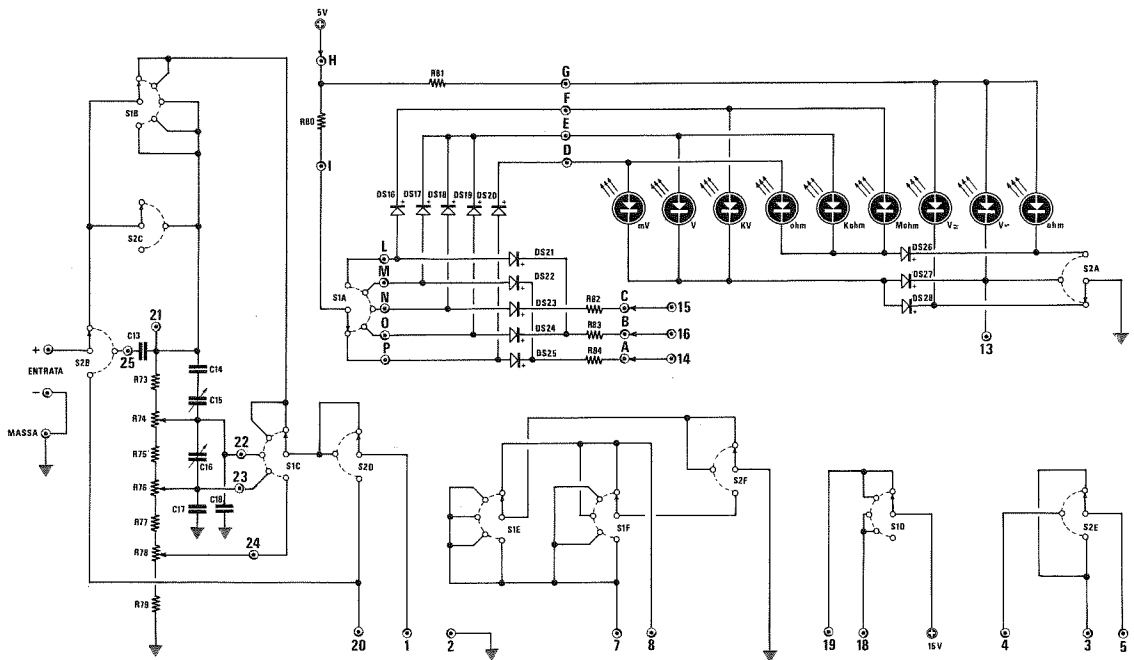 5V
H
R81
G
F
E
D
R80
I
S1B
S2C
DS16
DS17
DS18
DS19
DS20
mV
V
KV
ohm
Kohm
Mohm
V≂
V⎓
ohm
DS26
DS27
DS28
S2A
L
M
N
O
P
S1A
DS21
DS22
DS23
DS24
DS25
R82
R83
R84
C
B
A
15
16
14
13
21
+
ENTRATA
-
MASSA
S2B
25
C13
R73
R74
R75
R76
R77
R78
R79
C14
C15
C16
C17
C18
22
23
24
S1C
S2D
S1E
S1F
S2F
S1D
S2E
20
1
2
7
8
19
18
15V
4
3
5